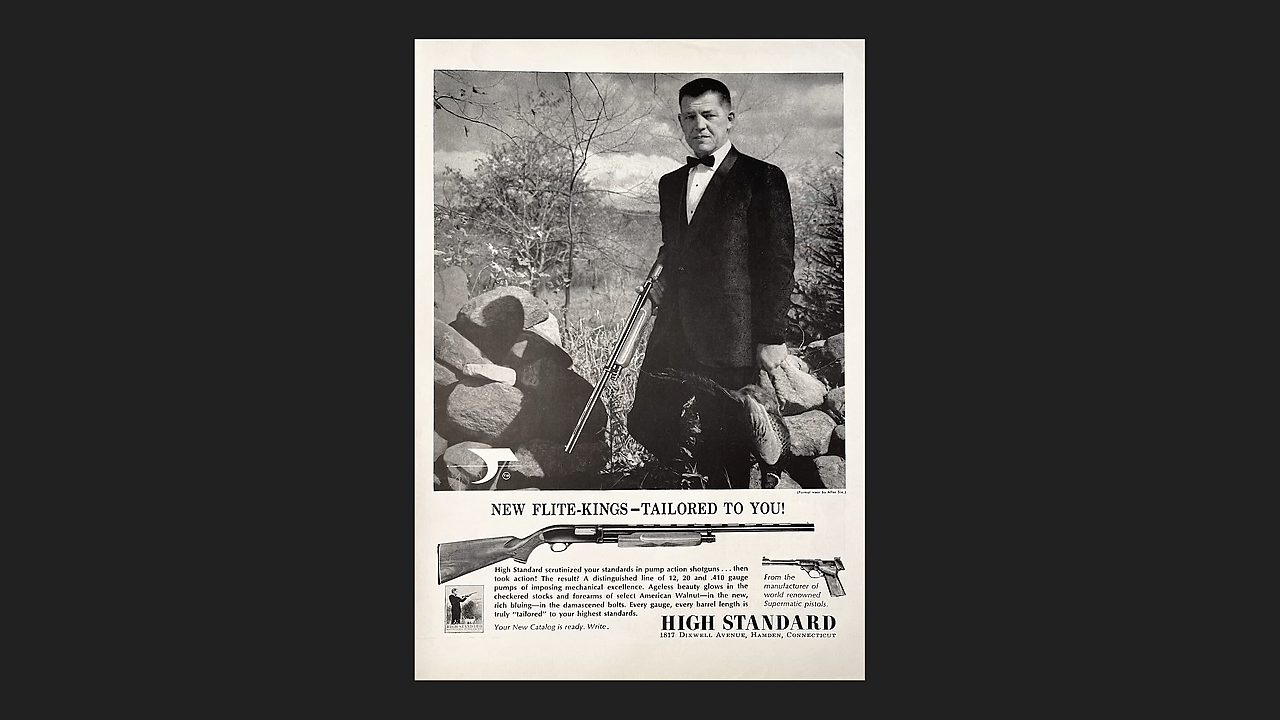 TM
(Formal wear by After Six.)
NEW FLITE-KINGS—TAILORED TO YOU!
High Standard scrutinized your standards in pump action shotguns . . . then
took action! The result? A distinguished line of 12, 20 and .410 gauge
pumps of imposing mechanical excellence. Ageless beauty glows in the
checkered stocks and forearms of select American Walnut—in the new,
rich bluing—in the damascened bolts. Every gauge, every barrel length is
truly “tailored” to your highest standards.
Your New Catalog is ready. Write.
HIGH STANDARD
From the
manufacturer of
world renowned
Supermatic pistols.
HIGH STANDARD
1817 Dixwell Avenue, Hamden, Connecticut